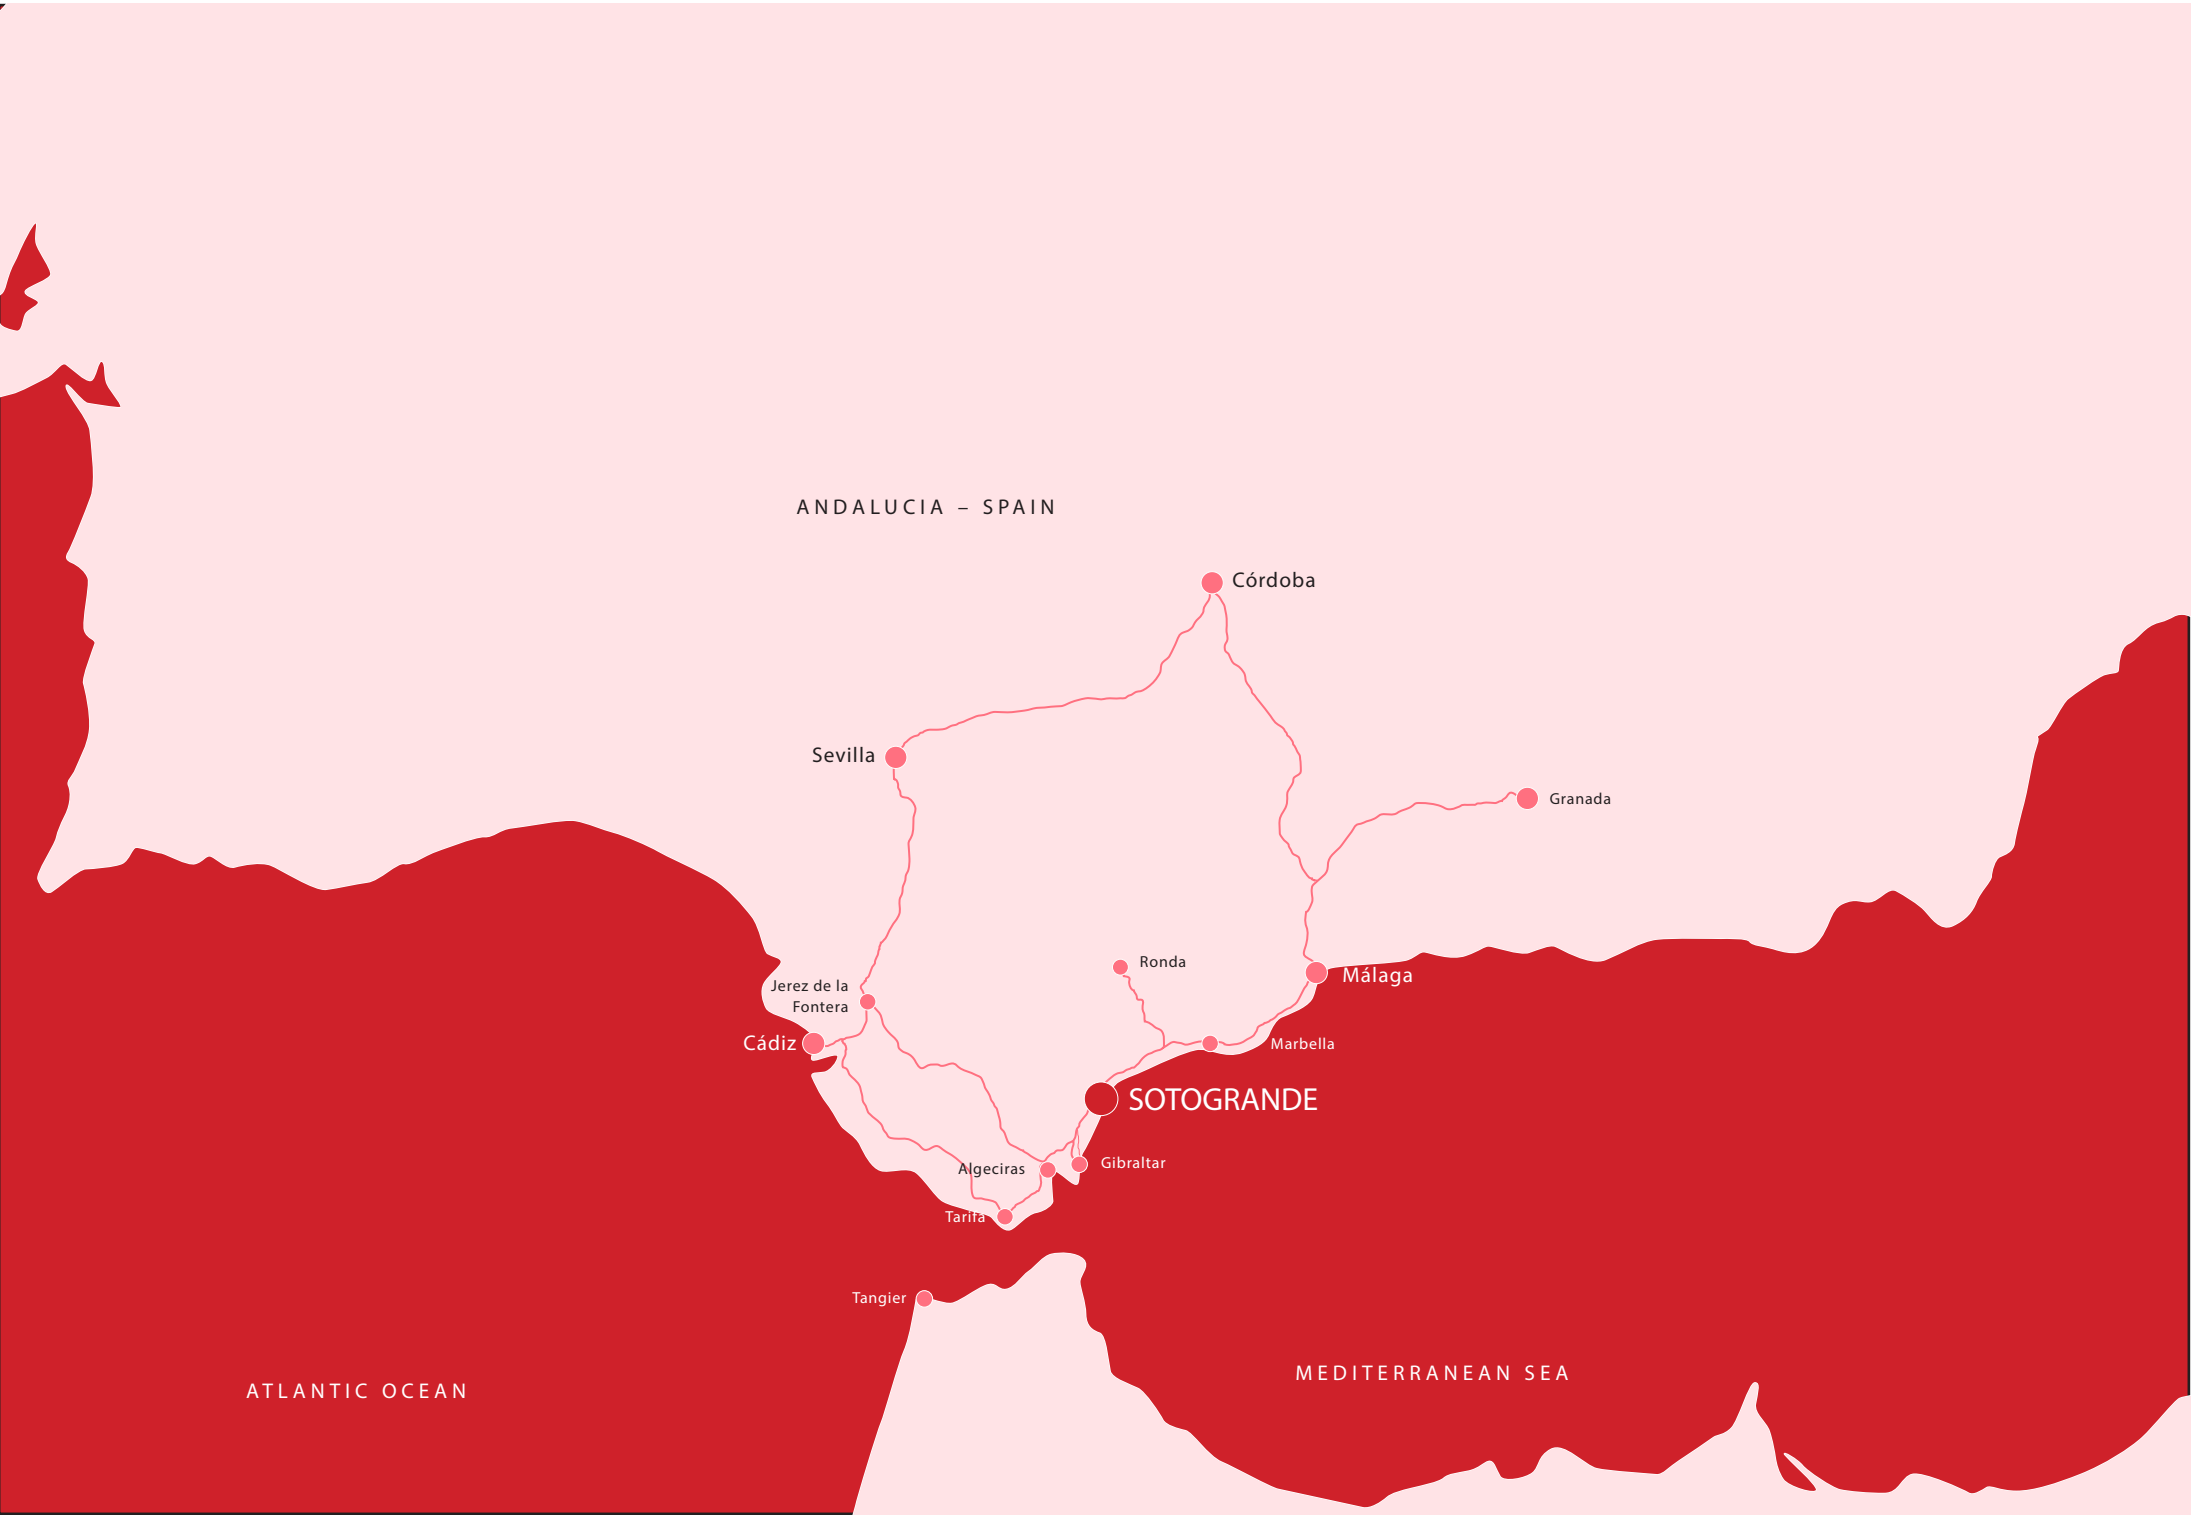 ANDALUCIA – SPAIN
Córdoba
Sevilla
Granada
Ronda
Málaga
Jerez de la
Fontera
Cádiz
Marbella
SOTOGRANDE
Gibraltar
Algeciras
Tarifa
Tangier
MEDITERRANEAN SEA
ATLANTIC OCEAN